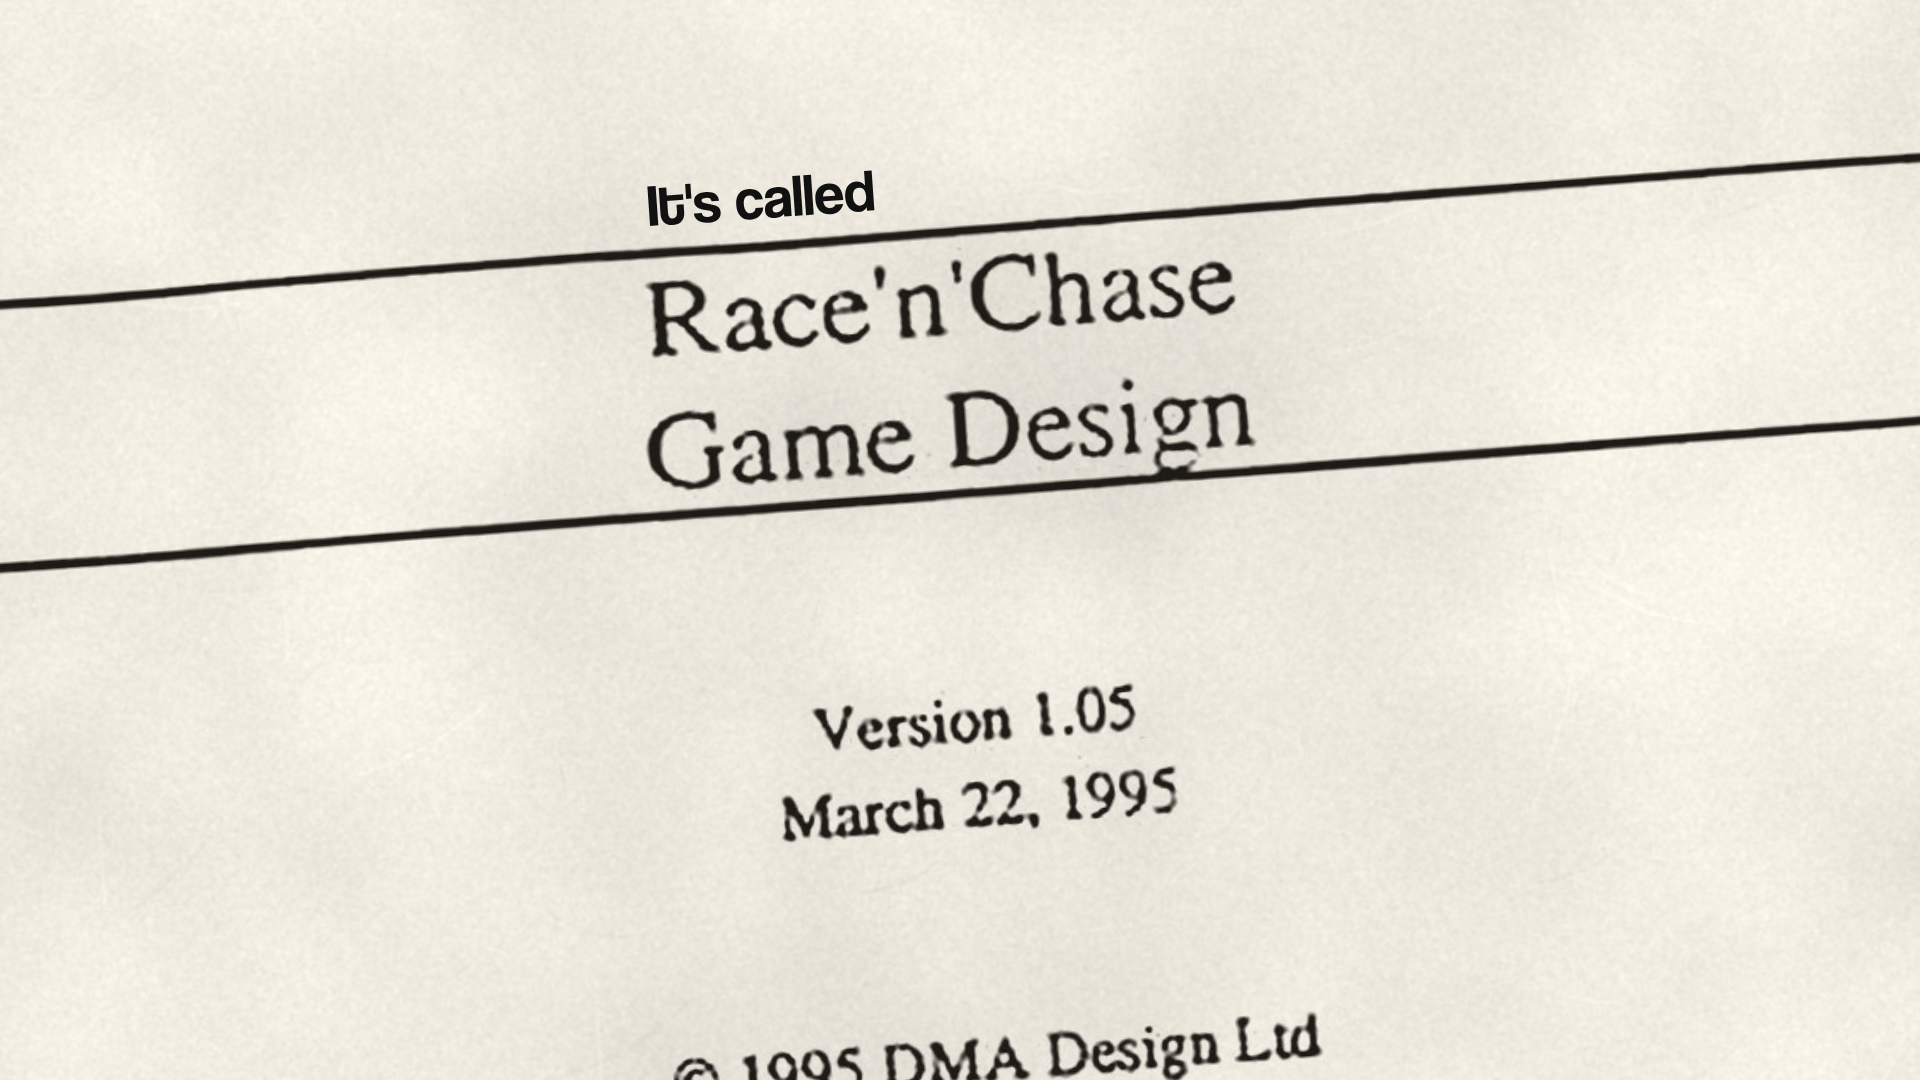 It's called
Race'n'Chase
Game Design
Version 1.05
March 22, 1995
© 1995 DMA Design Ltd